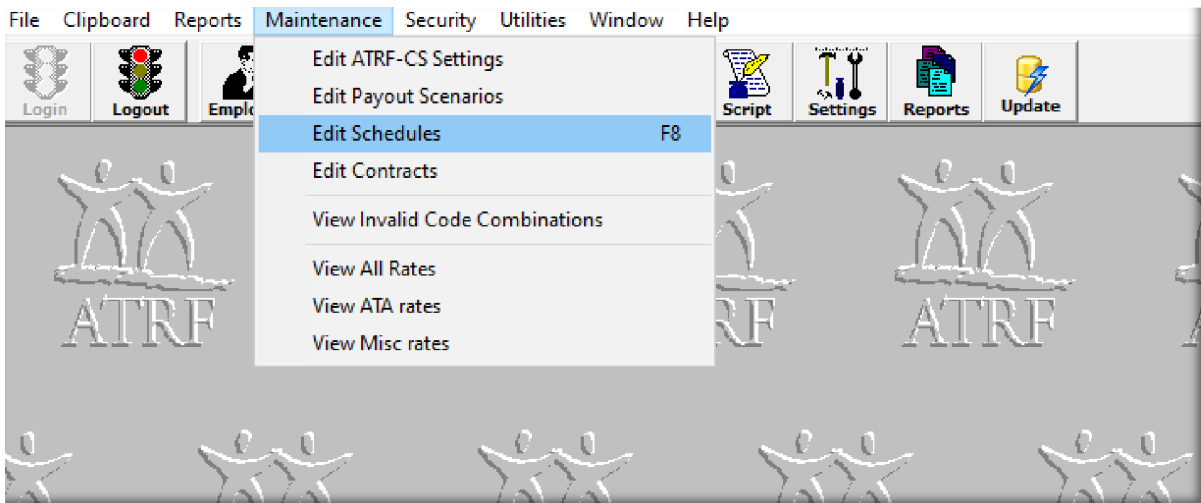 File Clipboard Reports Maintenance Security Utilities Window Help
Login Logout Script Settings Reports Update
Edit ATRF-CS Settings
Edit Payout Scenarios
Edit Schedules F8
Edit Contracts
View Invalid Code Combinations
View All Rates
View ATA rates
View Misc rates
ATRF ATRF